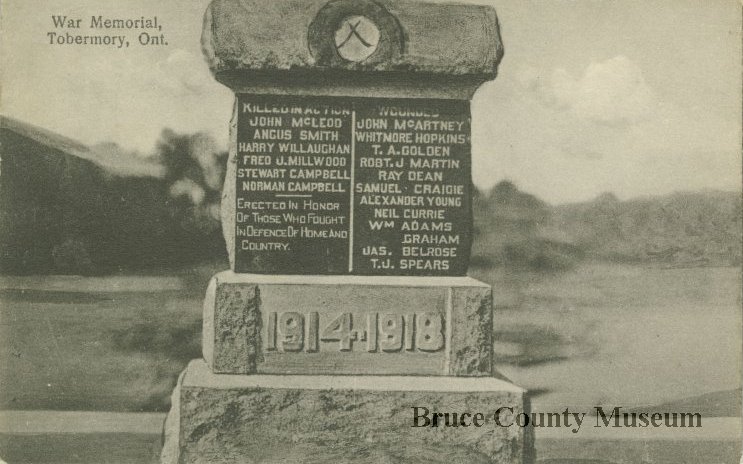 War Memorial,
Tobermory, Ont.
KILLED IN ACTION
JOHN McLEOD
ANGUS SMITH
HARRY WILLAUGHAN
FRED J. MILLWOOD
STEWART CAMPBELL
NORMAN CAMPBELL
ERECTED IN HONOR
OF THOSE WHO FOUGHT
IN DEFENCE OF HOME AND
COUNTRY.
WOUNDED
JOHN McARTNEY
WHITMORE HOPKINS
T. A. GOLDEN
ROBT. J MARTIN
RAY DEAN
SAMUEL CRAIGIE
ALEXANDER YOUNG
NEIL CURRIE
WM ADAMS
GRAHAM
JAS. BELROSE
T.J. SPEARS
1914-1918
Bruce County Museum